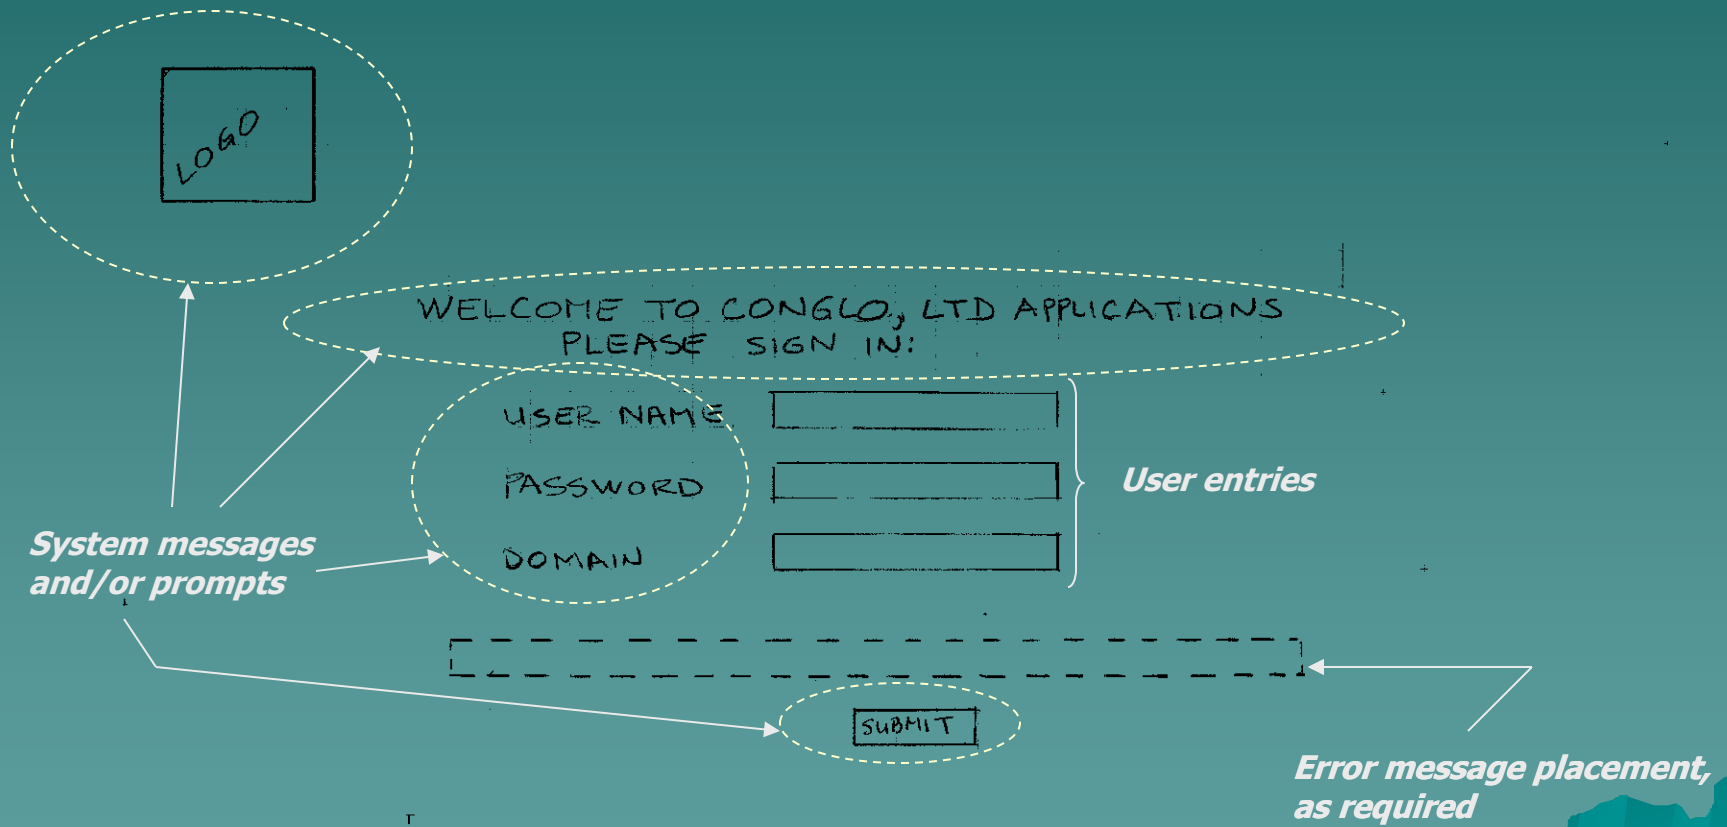 LOGO
WELCOME TO CONGLO, LTD APPLICATIONS
PLEASE SIGN IN:
USER NAME
PASSWORD
DOMAIN
User entries
System messages
and/or prompts
SUBMIT
Error message placement,
as required